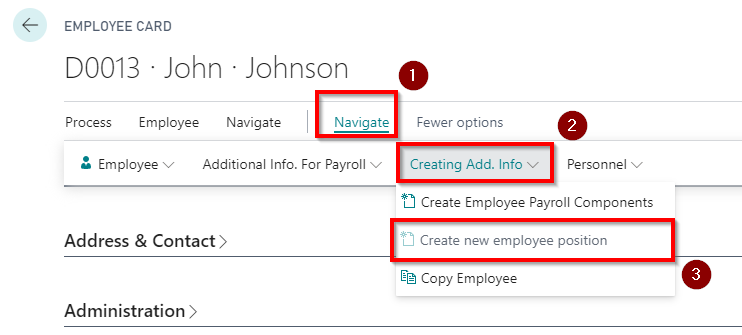 EMPLOYEE CARD
D0013 · John · Johnson
1
Process Employee Navigate Navigate Fewer options
2
Employee Additional Info. For Payroll Creating Add. Info Personnel
Create Employee Payroll Components
Address & Contact
Create new employee position
3
Copy Employee
Administration